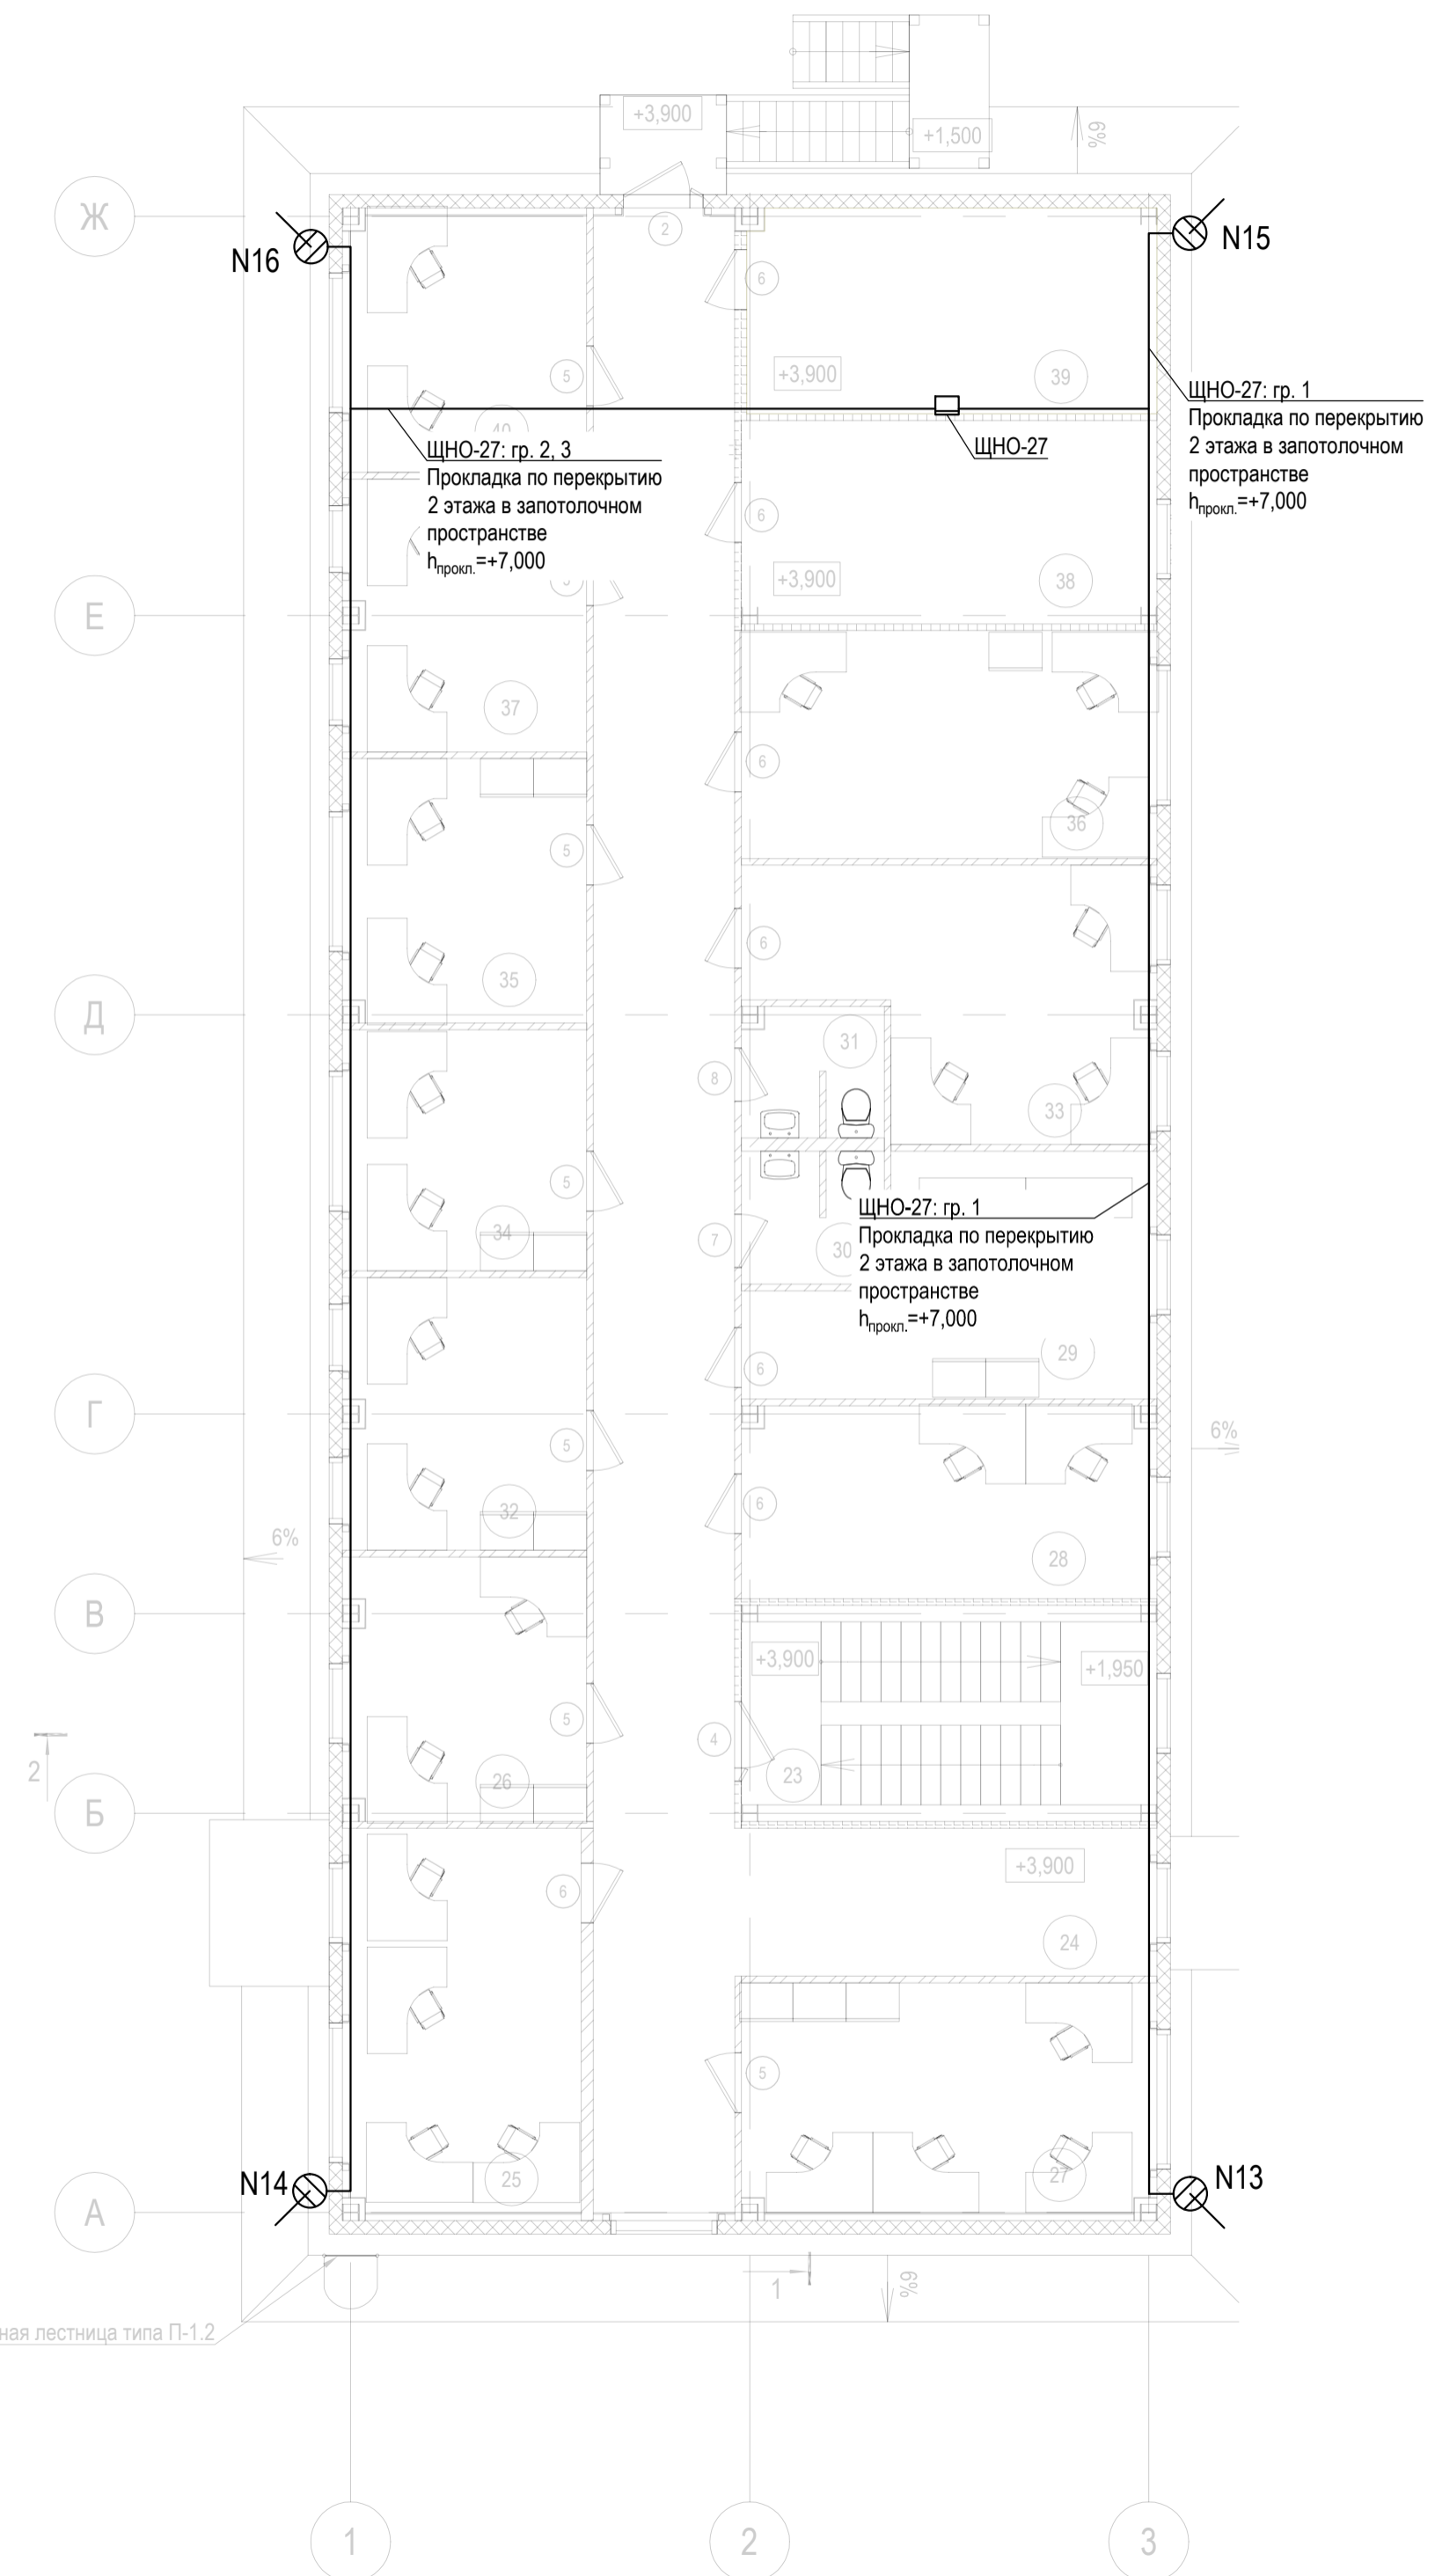 +3,900
+1,500
6%
Ж
2
N16
N15
6
5
+3,900
39
40
ЩНО-27: гр. 1
Прокладка по перекрытию
2 этажа в запотолочном
пространстве
hпрокл.=+7,000
ЩНО-27: гр. 2, 3
Прокладка по перекрытию
2 этажа в запотолочном
пространстве
hпрокл.=+7,000
ЩНО-27
6
+3,900
38
Е
37
6
36
5
6
35
Д
31
8
33
5
34
7
30
ЩНО-27: гр. 1
Прокладка по перекрытию
2 этажа в запотолочном
пространстве
hпрокл.=+7,000
29
6
Г
5
6%
6
32
28
6%
В
+3,900
+1,950
5
4
2
23
26
Б
+3,900
6
24
5
25
27
N14
N13
А
1
6%
ная лестница типа П-1.2
1
2
3